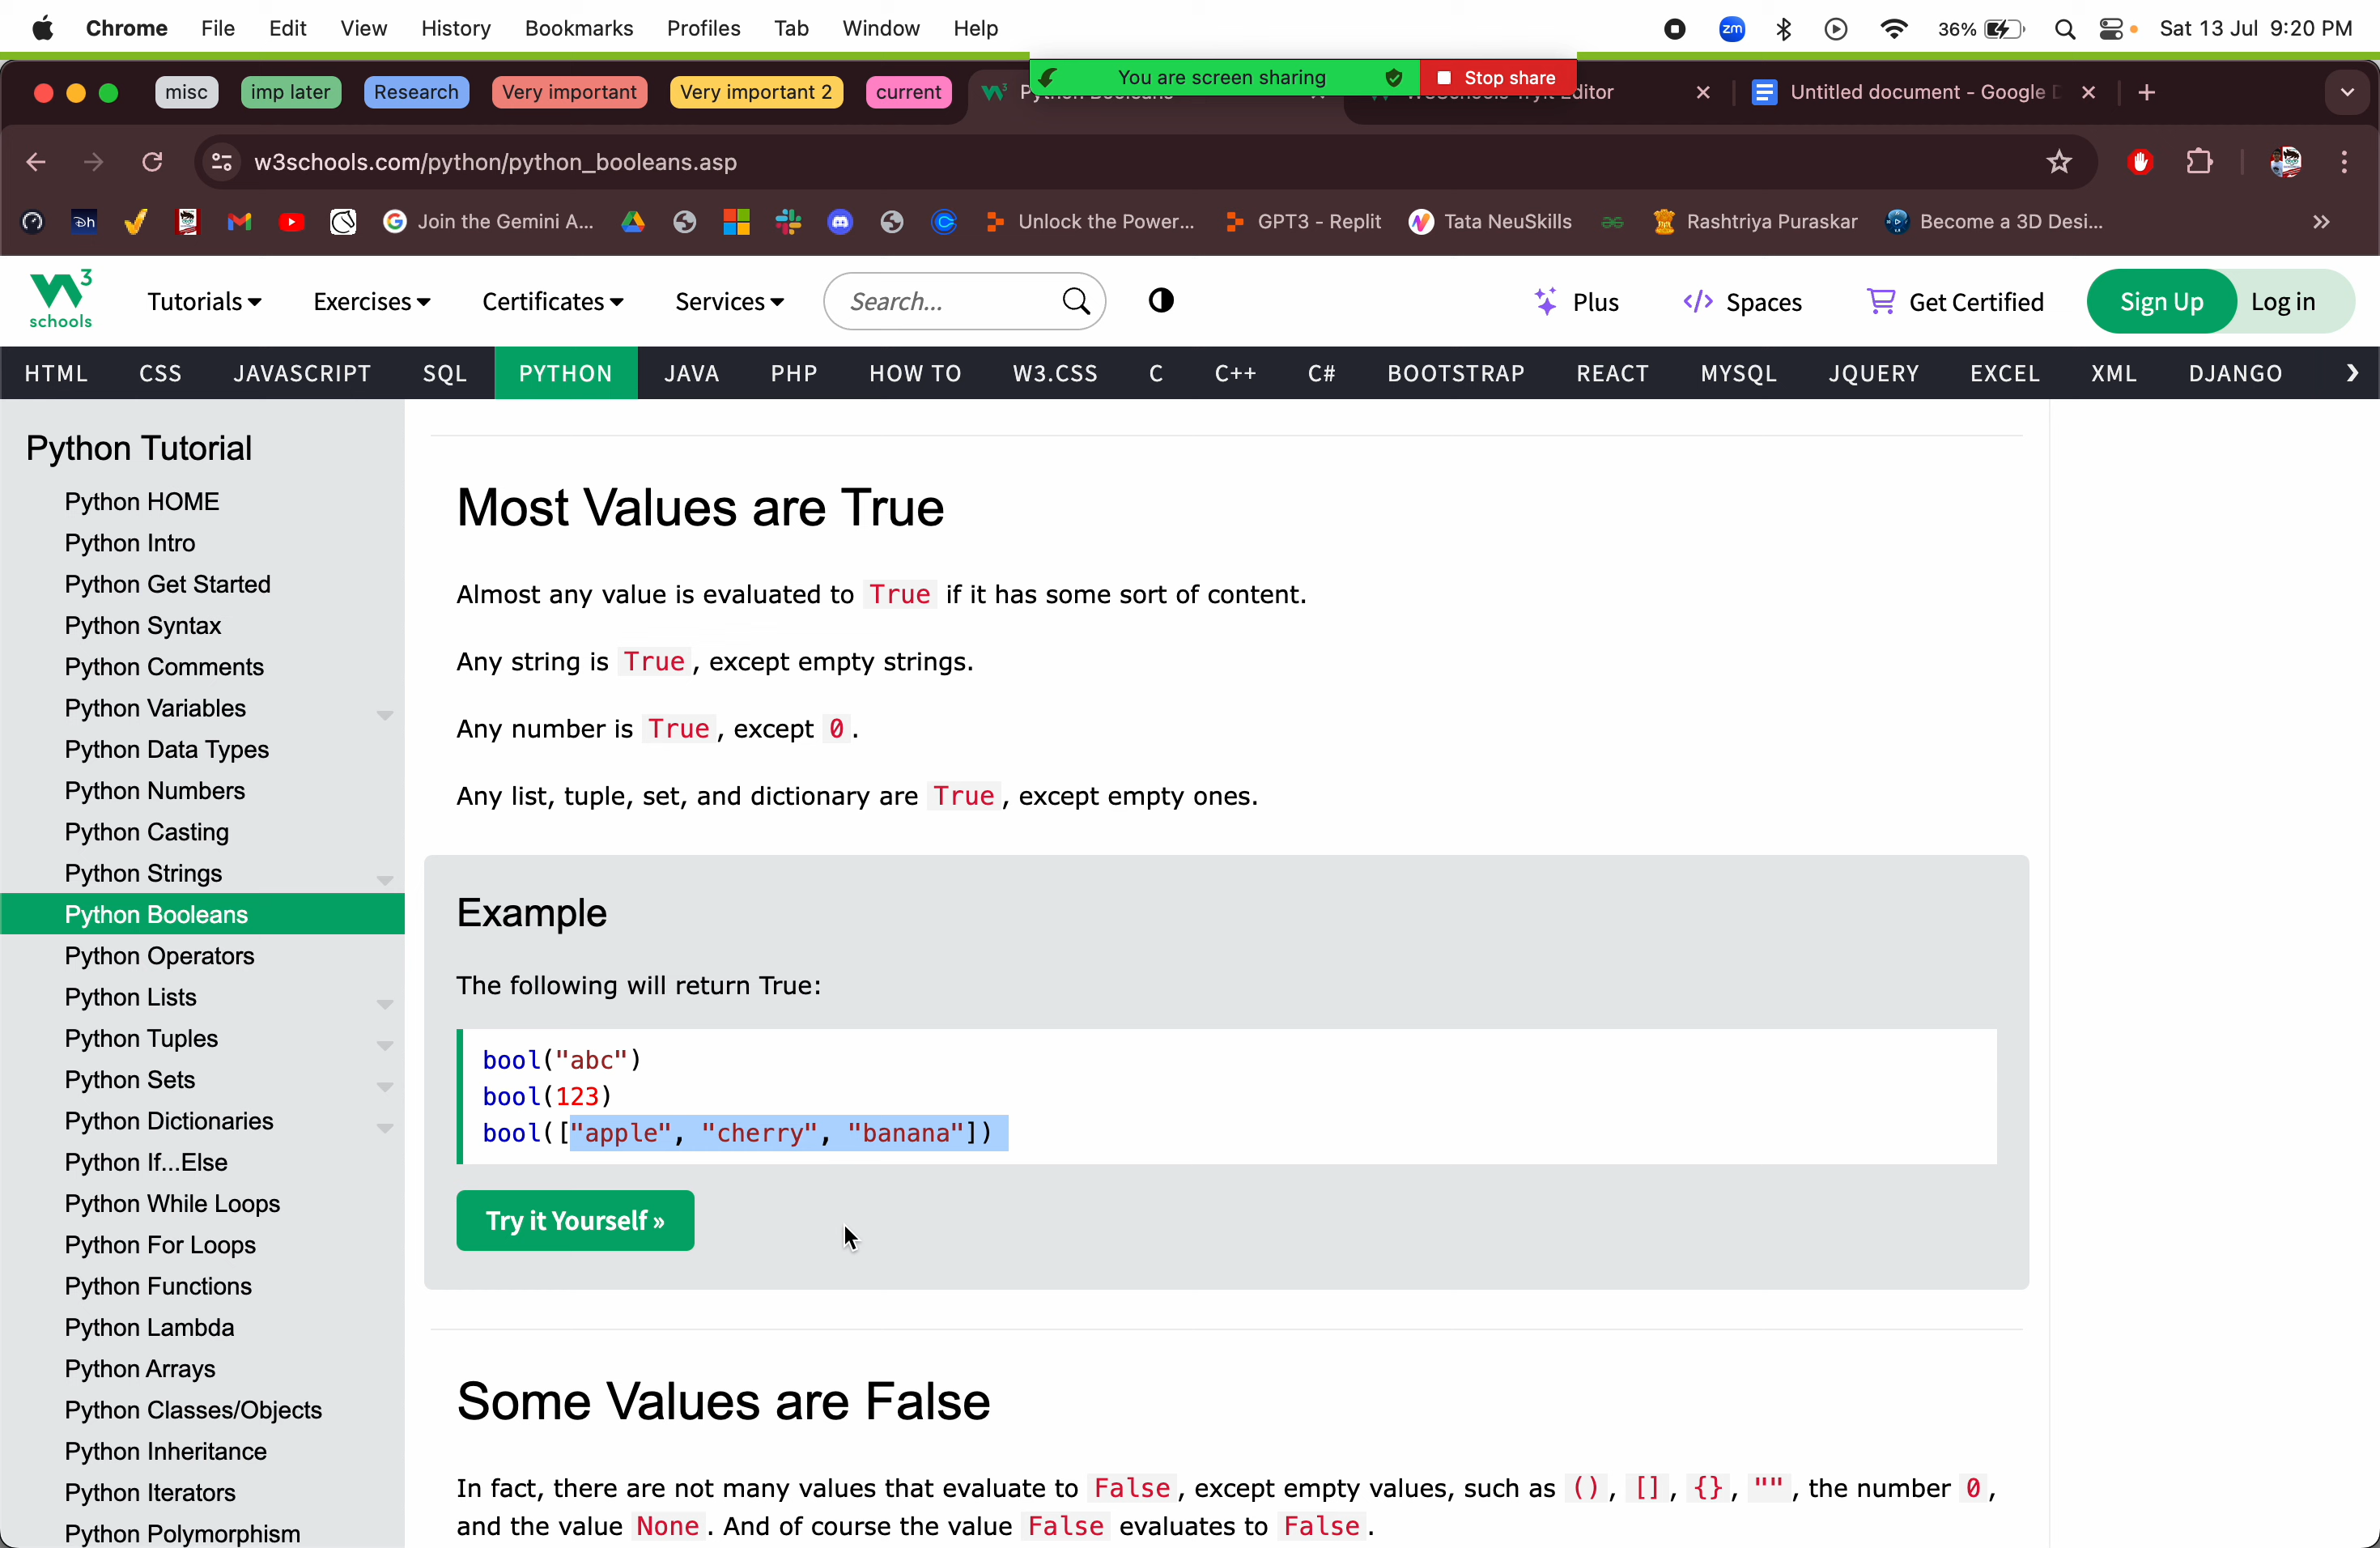 Chrome File Edit View History Bookmarks Profiles Tab Window Help zm 36% Sat 13 Jul 9:20 PM
You are screen sharing Stop share
misc imp later Research Very important Very important 2 current Editor Untitled document - Google
w3schools.com/python/python_booleans.asp
Join the Gemini A... Unlock the Power... GPT3 - Replit Tata NeuSkills Rashtriya Puraskar Become a 3D Desi...
W3 schools Tutorials Exercises Certificates Services Search... Plus Spaces Get Certified Sign Up Log in
HTML CSS JAVASCRIPT SQL PYTHON JAVA PHP HOW TO W3.CSS C C++ C# BOOTSTRAP REACT MYSQL JQUERY EXCEL XML DJANGO
Python Tutorial
Python HOME
Python Intro
Python Get Started
Python Syntax
Python Comments
Python Variables
Python Data Types
Python Numbers
Python Casting
Python Strings
Python Booleans
Python Operators
Python Lists
Python Tuples
Python Sets
Python Dictionaries
Python If...Else
Python While Loops
Python For Loops
Python Functions
Python Lambda
Python Arrays
Python Classes/Objects
Python Inheritance
Python Iterators
Python Polymorphism
Most Values are True
Almost any value is evaluated to True if it has some sort of content.
Any string is True, except empty strings.
Any number is True, except 0.
Any list, tuple, set, and dictionary are True, except empty ones.
Example
The following will return True:
bool("abc")
bool(123)
bool(["apple", "cherry", "banana"])
Try it Yourself »
Some Values are False
In fact, there are not many values that evaluate to False, except empty values, such as (), [], {}, "", the number 0,
and the value None. And of course the value False evaluates to False.